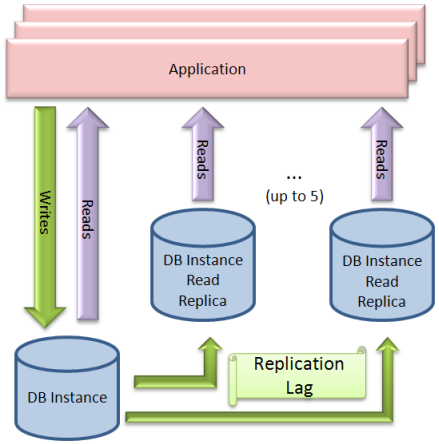 Application
Writes
Reads
Reads
...
(up to 5)
Reads
DB Instance
Read
Replica
DB Instance
Read
Replica
Replication
Lag
DB Instance